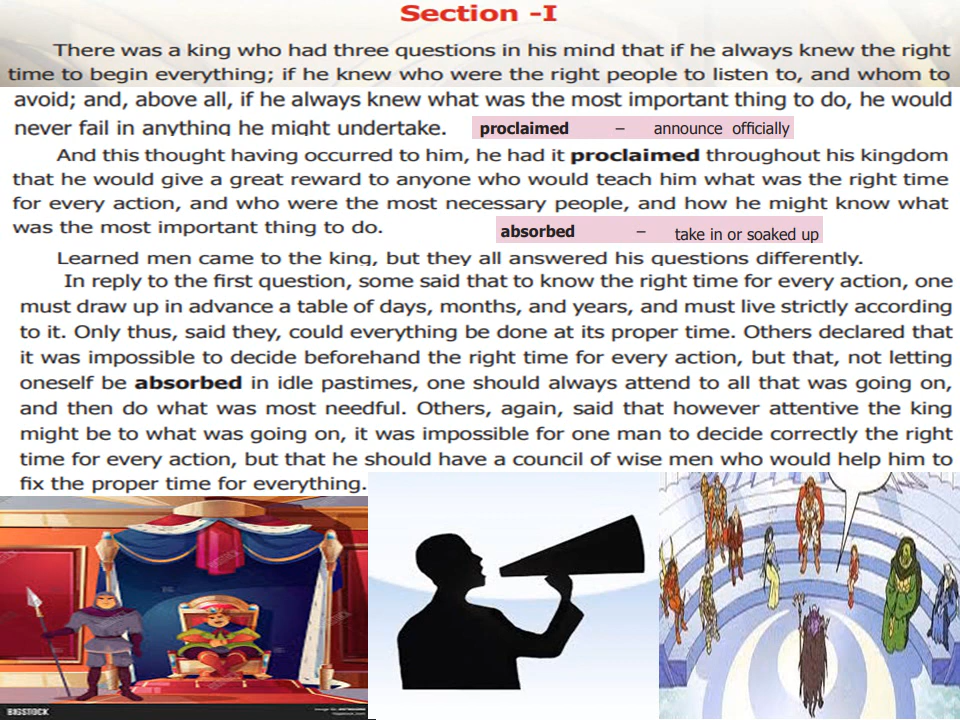 Section -I
There was a king who had three questions in his mind that if he always knew the right
time to begin everything; if he knew who were the right people to listen to, and whom to
avoid; and, above all, if he always knew what was the most important thing to do, he would
never fail in anything he might undertake.
proclaimed – announce officially
And this thought having occurred to him, he had it proclaimed throughout his kingdom
that he would give a great reward to anyone who would teach him what was the right time
for every action, and who were the most necessary people, and how he might know what
was the most important thing to do.
absorbed – take in or soaked up
Learned men came to the king, but they all answered his questions differently.
In reply to the first question, some said that to know the right time for every action, one
must draw up in advance a table of days, months, and years, and must live strictly according
to it. Only thus, said they, could everything be done at its proper time. Others declared that
it was impossible to decide beforehand the right time for every action, but that, not letting
oneself be absorbed in idle pastimes, one should always attend to all that was going on,
and then do what was most needful. Others, again, said that however attentive the king
might be to what was going on, it was impossible for one man to decide correctly the right
time for every action, but that he should have a council of wise men who would help him to
fix the proper time for everything.
BIGSTOCK